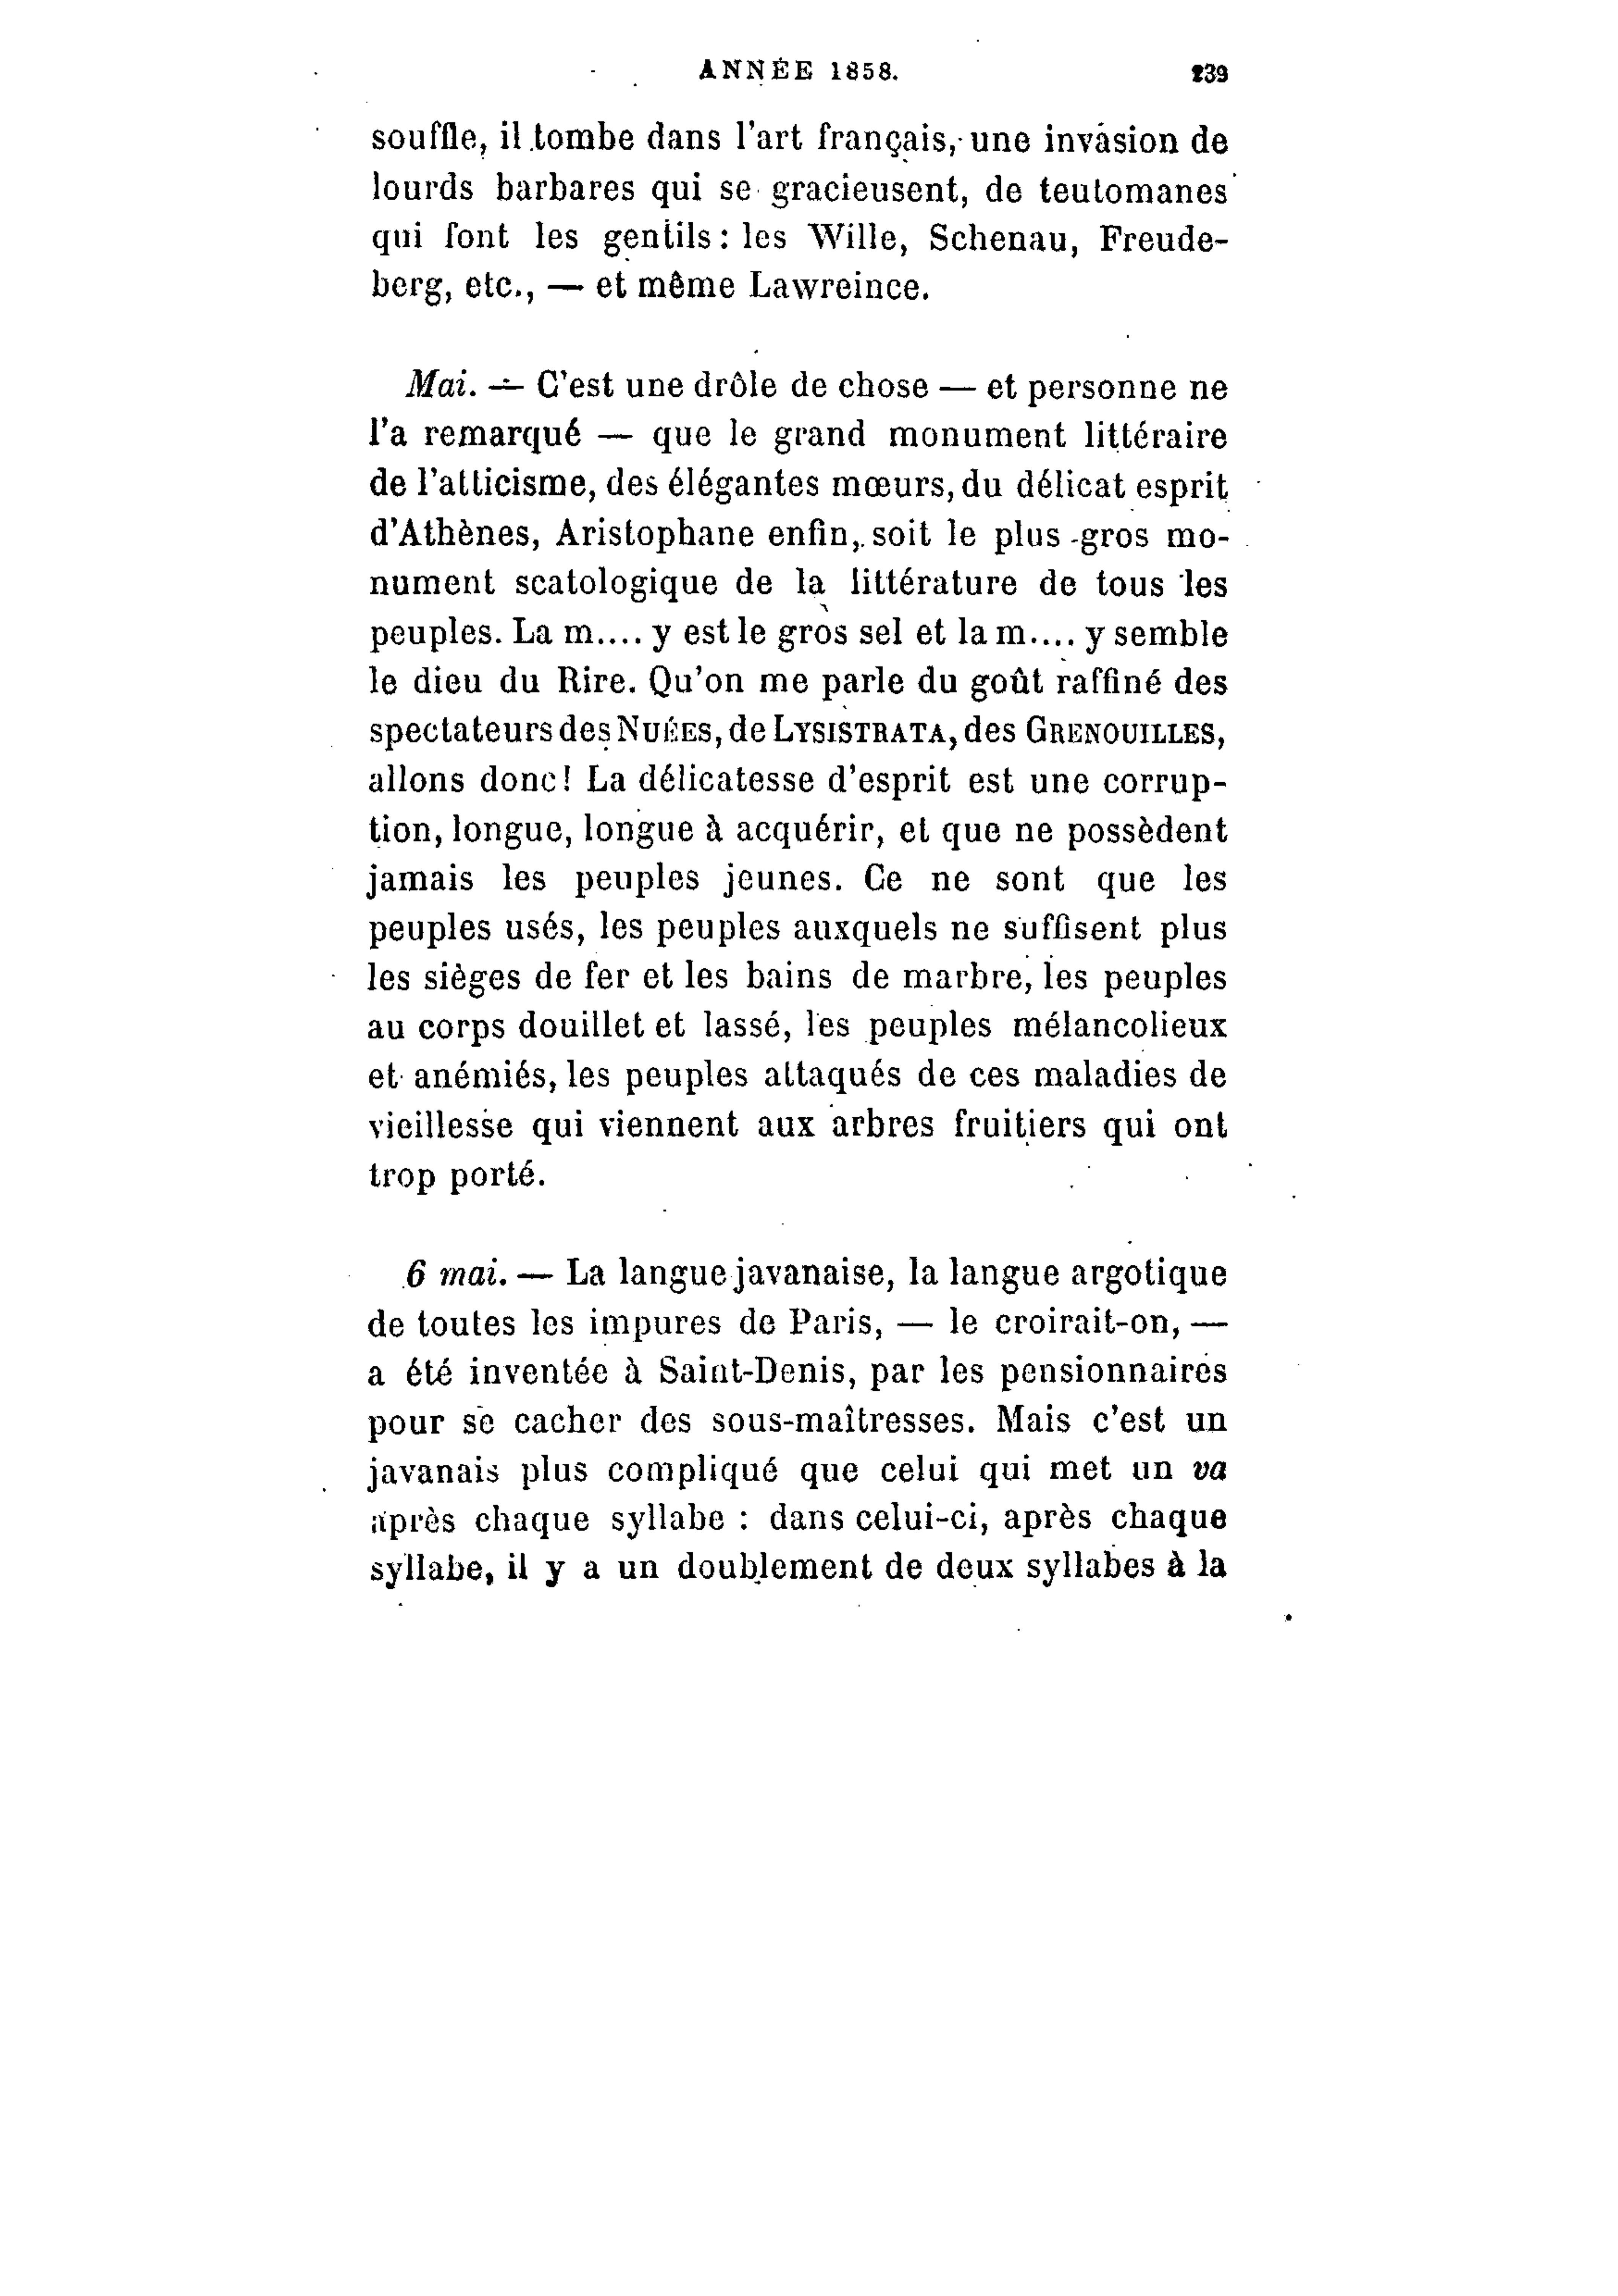 ANNÉE 1858. 239
souffle, il tombe dans l'art français, une invasion de
lourds barbares qui se gracieusent, de teutomanes
qui font les gentils : les Wille, Schenau, Freude-
berg, etc., — et même Lawreince.
Mai. — C'est une drôle de chose — et personne ne
l'a remarqué — que le grand monument littéraire
de l'atticisme, des élégantes mœurs, du délicat esprit
d'Athènes, Aristophane enfin, soit le plus gros mo-
nument scatologique de la littérature de tous les
peuples. La m.... y est le gros sel et la m.... y semble
le dieu du Rire. Qu'on me parle du goût raffiné des
spectateurs des NUÉES, de LYSISTRATA, des GRENOUILLES,
allons donc! La délicatesse d'esprit est une corrup-
tion, longue, longue à acquérir, et que ne possèdent
jamais les peuples jeunes. Ce ne sont que les
peuples usés, les peuples auxquels ne suffisent plus
les sièges de fer et les bains de marbre, les peuples
au corps douillet et lassé, les peuples mélancolieux
et anémiés, les peuples attaqués de ces maladies de
vieillesse qui viennent aux arbres fruitiers qui ont
trop porté.
6 mai. — La langue javanaise, la langue argotique
de toutes les impures de Paris, — le croirait-on, —
a été inventée à Saint-Denis, par les pensionnaires
pour se cacher des sous-maîtresses. Mais c'est un
javanais plus compliqué que celui qui met un va
après chaque syllabe : dans celui-ci, après chaque
syllabe, il y a un doublement de deux syllabes à la